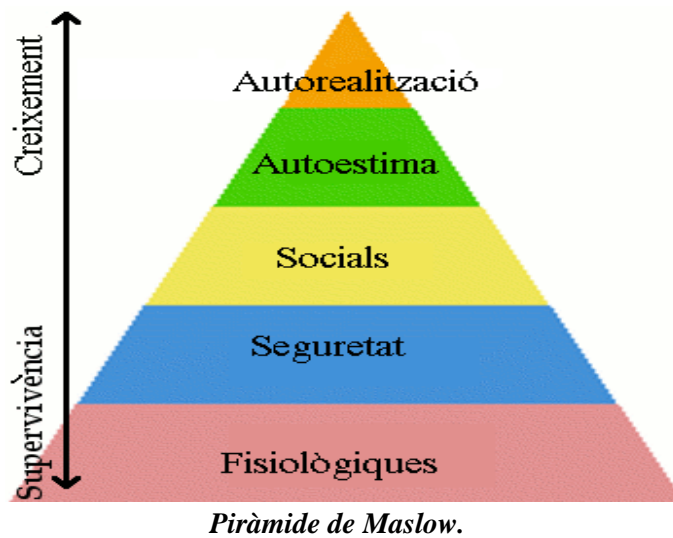 Creixement
Supervivència
Autorealització
Autoestima
Socials
Seguretat
Fisiològiques
Piràmide de Maslow.